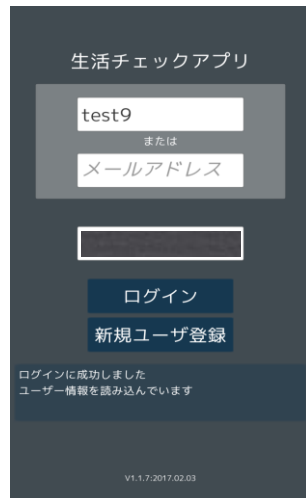 生活チェックアプリ
test9
または
メールアドレス
ログイン
新規ユーザ登録
ログインに成功しました
ユーザー情報を読み込んでいます
V1.1.7:2017.02.03